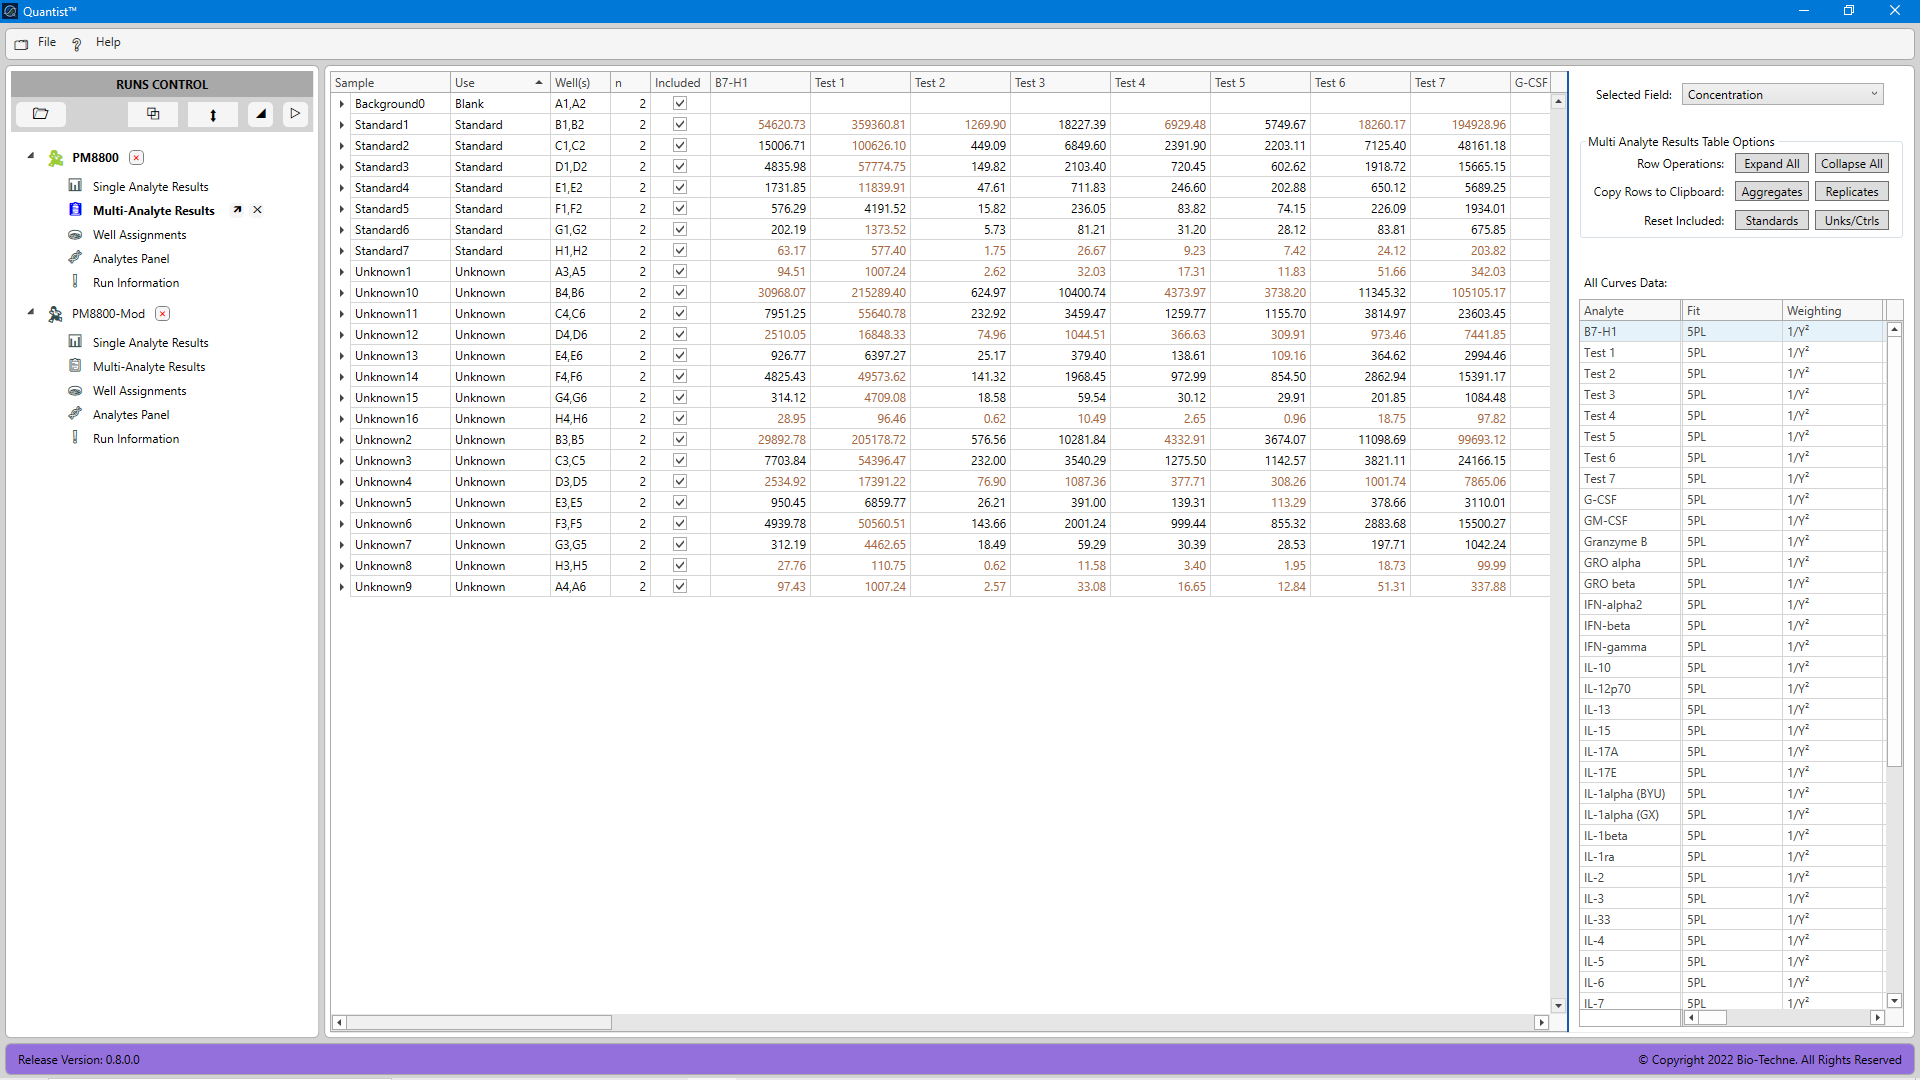 Quantist™
File Help
RUNS CONTROL
PM8800
Single Analyte Results
Multi-Analyte Results
Well Assignments
Analytes Panel
Run Information
PM8800-Mod
Single Analyte Results
Multi-Analyte Results
Well Assignments
Analytes Panel
Run Information
Sample Use Well(s) n Included B7-H1 Test 1 Test 2 Test 3 Test 4 Test 5 Test 6 Test 7 G-CSF
Background0 Blank A1,A2 2
Standard1 Standard B1,B2 2 54620.73 359360.81 1269.90 18227.39 6929.48 5749.67 18260.17 194928.96
Standard2 Standard C1,C2 2 15006.71 100626.10 449.09 6849.60 2391.90 2203.11 7125.40 48161.18
Standard3 Standard D1,D2 2 4835.98 57774.75 149.82 2103.40 720.45 602.62 1918.72 15665.15
Standard4 Standard E1,E2 2 1731.85 11839.91 47.61 711.83 246.60 202.88 650.12 5689.25
Standard5 Standard F1,F2 2 576.29 4191.52 15.82 236.05 83.82 74.15 226.09 1934.01
Standard6 Standard G1,G2 2 202.19 1373.52 5.73 81.21 31.20 28.12 83.81 675.85
Standard7 Standard H1,H2 2 63.17 577.40 1.75 26.67 9.23 7.42 24.12 203.82
Unknown1 Unknown A3,A5 2 94.51 1007.24 2.62 32.03 17.31 11.83 51.66 342.03
Unknown10 Unknown B4,B6 2 30968.07 215289.40 624.97 10400.74 4373.97 3738.20 11345.32 105105.17
Unknown11 Unknown C4,C6 2 7951.25 55640.78 232.92 3459.47 1259.77 1155.70 3814.97 23603.45
Unknown12 Unknown D4,D6 2 2510.05 16848.33 74.96 1044.51 366.63 309.91 973.46 7441.85
Unknown13 Unknown E4,E6 2 926.77 6397.27 25.17 379.40 138.61 109.16 364.62 2994.46
Unknown14 Unknown F4,F6 2 4825.43 49573.62 141.32 1968.45 972.99 854.50 2862.94 15391.17
Unknown15 Unknown G4,G6 2 314.12 4709.08 18.58 59.54 30.12 29.91 201.85 1084.48
Unknown16 Unknown H4,H6 2 28.95 96.46 0.62 10.49 2.65 0.96 18.75 97.82
Unknown2 Unknown B3,B5 2 29892.78 205178.72 576.56 10281.84 4332.91 3674.07 11098.69 99693.12
Unknown3 Unknown C3,C5 2 7703.84 54396.47 232.00 3540.29 1275.50 1142.57 3821.11 24166.15
Unknown4 Unknown D3,D5 2 2534.92 17391.22 76.90 1087.36 377.71 308.26 1001.74 7865.06
Unknown5 Unknown E3,E5 2 950.45 6859.77 26.21 391.00 139.31 113.29 378.66 3110.01
Unknown6 Unknown F3,F5 2 4939.78 50560.51 143.66 2001.24 999.44 855.32 2883.68 15500.27
Unknown7 Unknown G3,G5 2 312.19 4462.65 18.49 59.29 30.39 28.53 197.71 1042.24
Unknown8 Unknown H3,H5 2 27.76 110.75 0.62 11.58 3.40 1.95 18.73 99.99
Unknown9 Unknown A4,A6 2 97.43 1007.24 2.57 33.08 16.65 12.84 51.31 337.88
Selected Field: Concentration
Multi Analyte Results Table Options
Row Operations: Expand All Collapse All
Copy Rows to Clipboard: Aggregates Replicates
Reset Included: Standards Unks/Ctrls
All Curves Data:
Analyte Fit Weighting
B7-H1 5PL 1/Y²
Test 1 5PL 1/Y²
Test 2 5PL 1/Y²
Test 3 5PL 1/Y²
Test 4 5PL 1/Y²
Test 5 5PL 1/Y²
Test 6 5PL 1/Y²
Test 7 5PL 1/Y²
G-CSF 5PL 1/Y²
GM-CSF 5PL 1/Y²
Granzyme B 5PL 1/Y²
GRO alpha 5PL 1/Y²
GRO beta 5PL 1/Y²
IFN-alpha2 5PL 1/Y²
IFN-beta 5PL 1/Y²
IFN-gamma 5PL 1/Y²
IL-10 5PL 1/Y²
IL-12p70 5PL 1/Y²
IL-13 5PL 1/Y²
IL-15 5PL 1/Y²
IL-17A 5PL 1/Y²
IL-17E 5PL 1/Y²
IL-1alpha (BYU) 5PL 1/Y²
IL-1alpha (GX) 5PL 1/Y²
IL-1beta 5PL 1/Y²
IL-1ra 5PL 1/Y²
IL-2 5PL 1/Y²
IL-3 5PL 1/Y²
IL-33 5PL 1/Y²
IL-4 5PL 1/Y²
IL-5 5PL 1/Y²
IL-6 5PL 1/Y²
IL-7 5PL 1/Y²
Release Version: 0.8.0.0
© Copyright 2022 Bio-Techne. All Rights Reserved